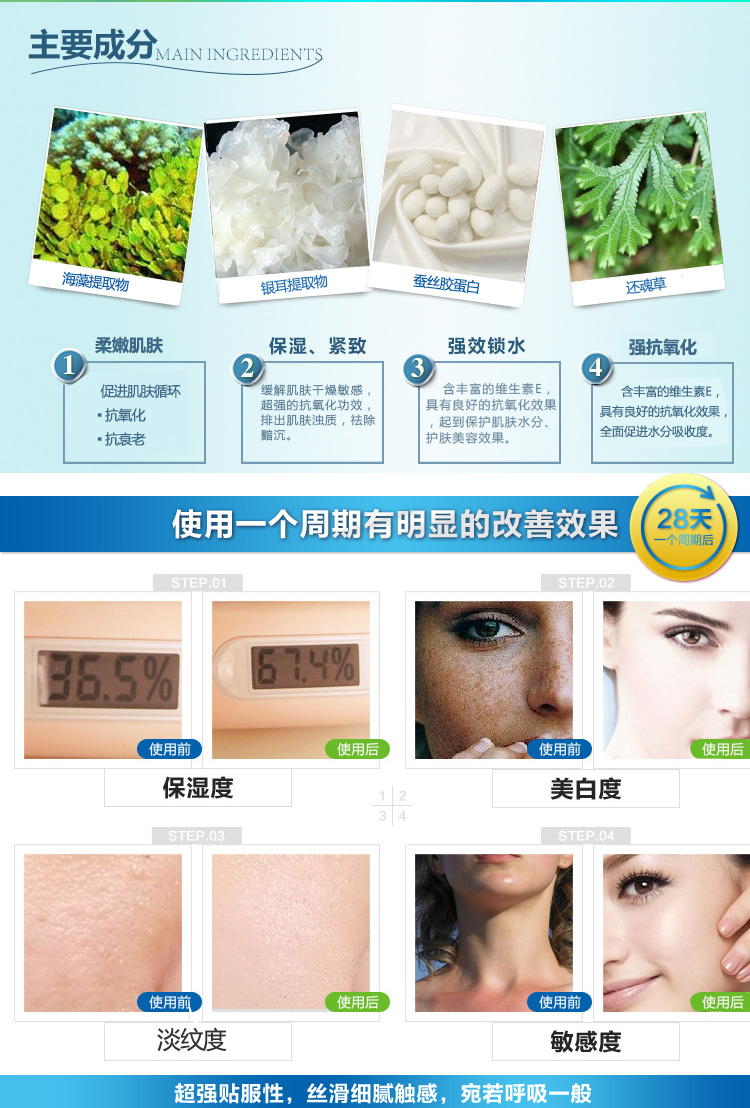 主要成分MAIN INGREDIENTS
海藻提取物
银耳提取物
蚕丝胶蛋白
还魂草
1
柔嫩肌肤
促进肌肤循环
▪ 抗氧化
▪ 抗衰老
2
保湿、紧致
缓解肌肤干燥敏感，
超强的抗氧化功效，
排出肌肤浊质，祛除
黯沉。
3
强效锁水
含丰富的维生素E，
具有良好的抗氧化效果
，起到保护肌肤水分、
护肤美容效果。
4
强抗氧化
含丰富的维生素E，
具有良好的抗氧化效果，
全面促进水分吸收度。
使用一个周期有明显的改善效果
28天
一个周期后
STEP.01
36.5%
使用前
67.4%
使用后
保湿度
STEP.02
使用前
使用后
美白度
1 2
3 4
STEP.03
使用前
使用后
淡纹度
STEP.04
使用前
使用后
敏感度
超强贴服性，丝滑细腻触感，宛若呼吸一般